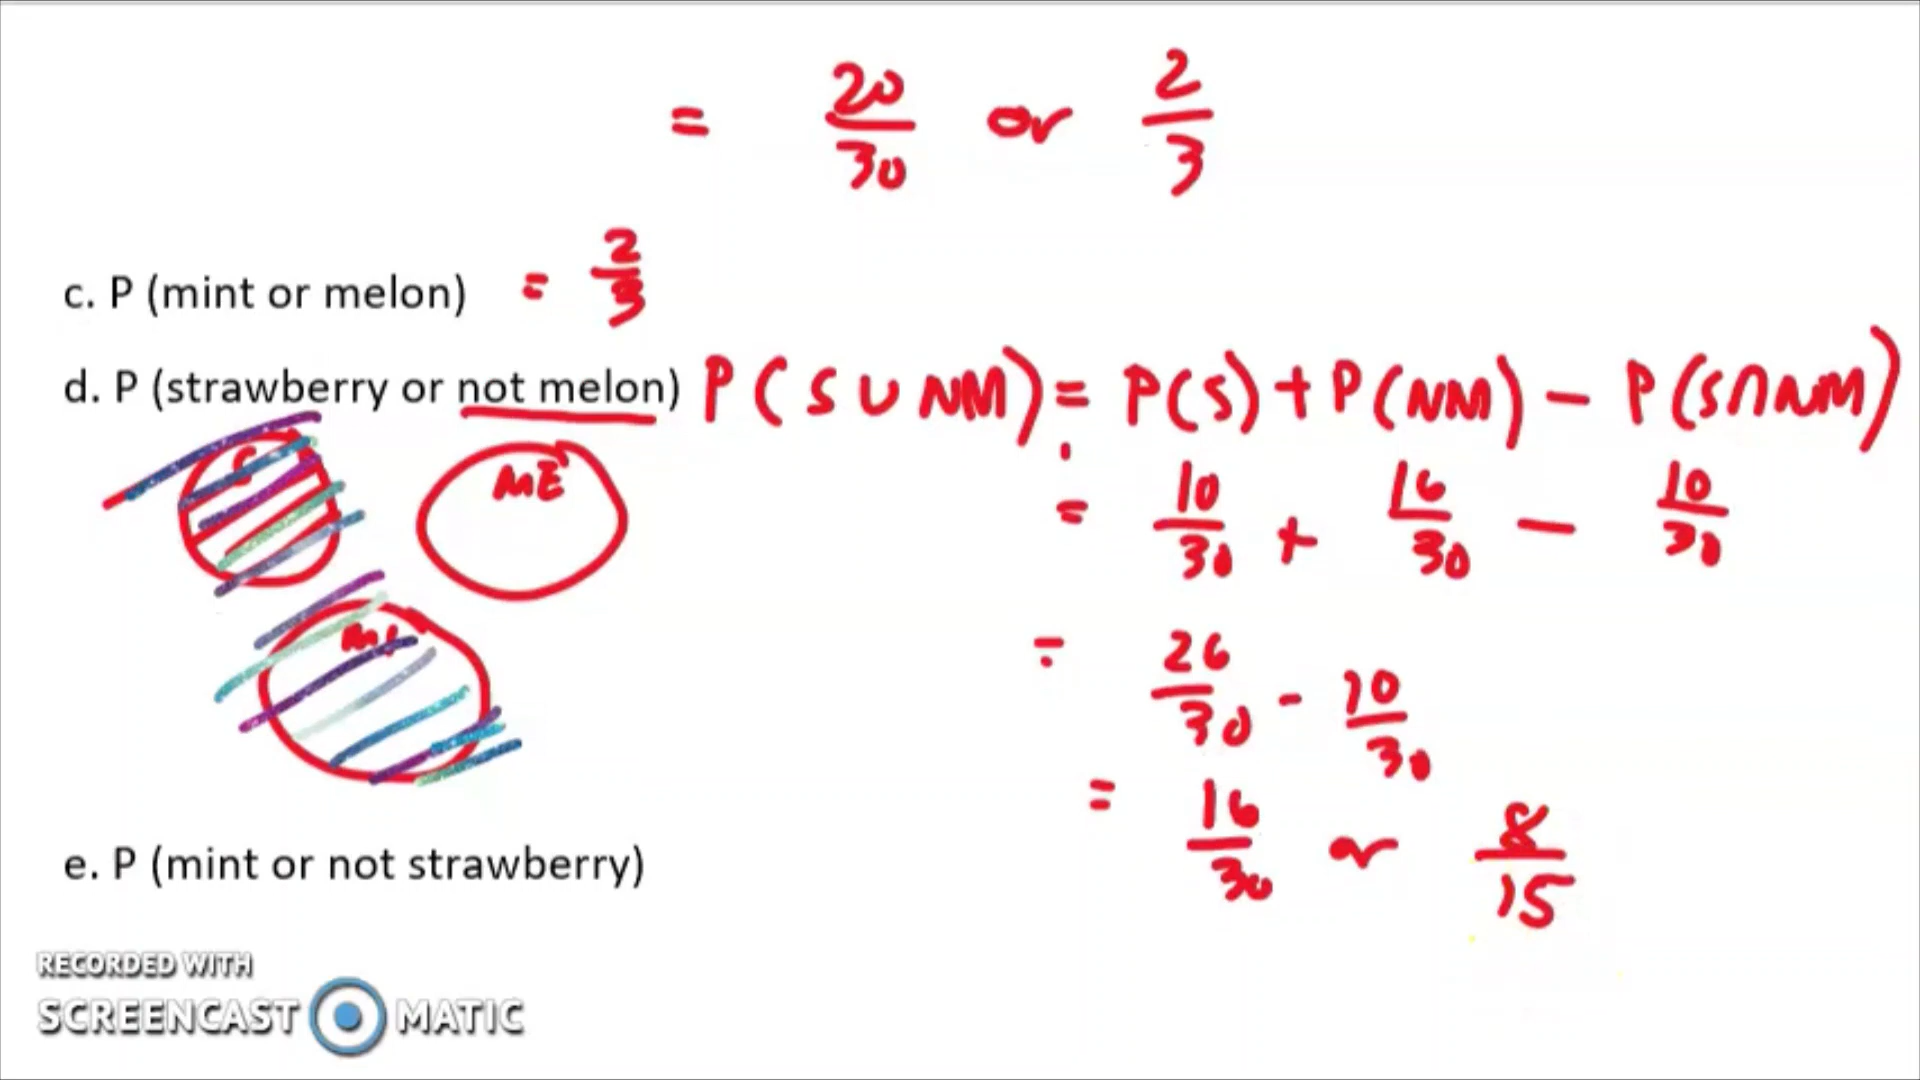 = 20/30 or 2/3
c. P (mint or melon) = 2/3
d. P (strawberry or not melon) P(S ∪ NM) = P(S) + P(NM) − P(S∩NM)
S
ME
= 10/30 + 16/30 − 10/30
MI
= 26/30 - 10/30
= 16/30 or 8/15
e. P (mint or not strawberry)
RECORDED WITH
SCREENCAST MATIC